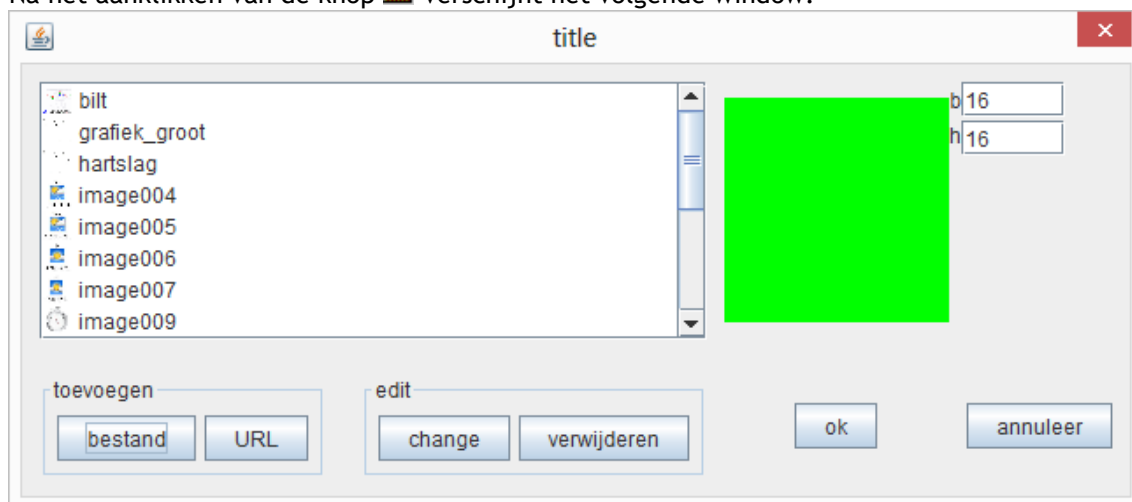 Na het aanklikken van de knop verschijnt het volgende window:
title
bilt
grafiek_groot
hartslag
image004
image005
image006
image007
image009
b 16
h 16
toevoegen
edit
bestand URL change verwijderen ok annuleer